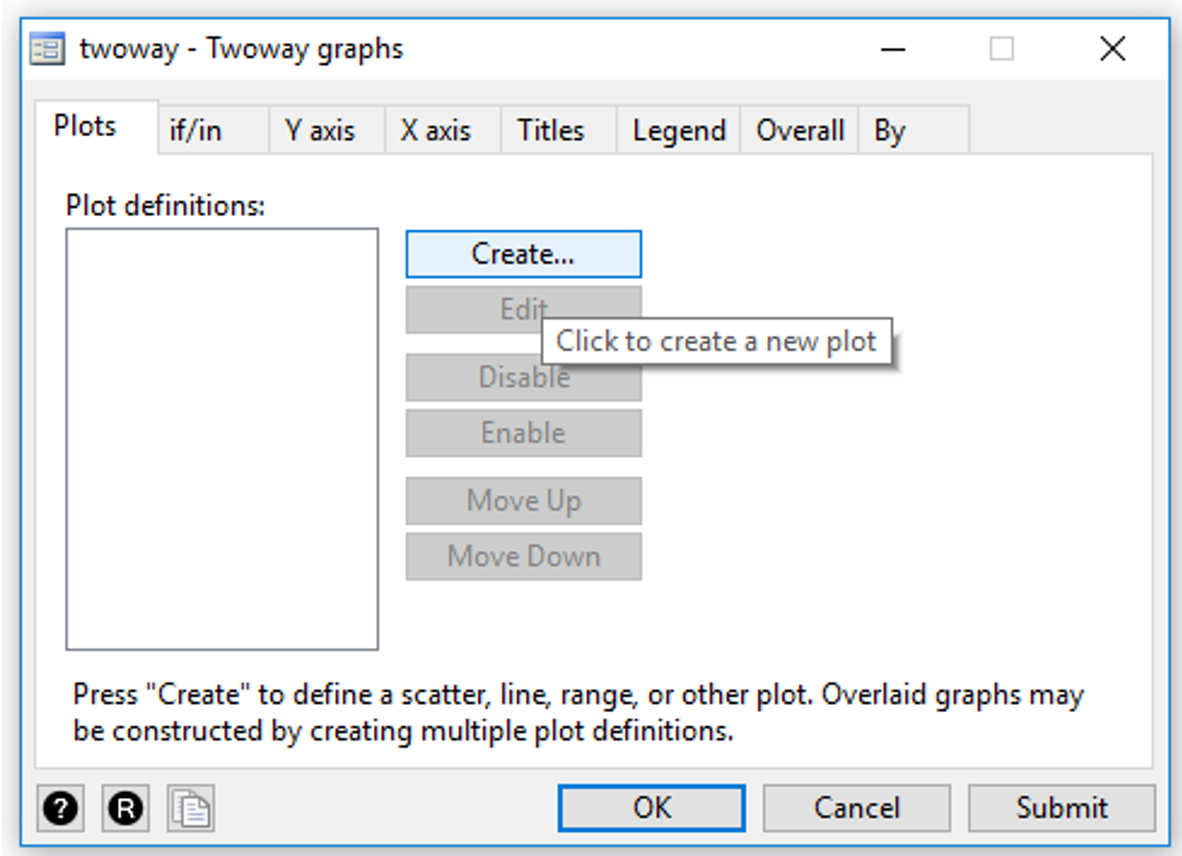 twoway - Twoway graphs
Plots if/in Y axis X axis Titles Legend Overall By
Plot definitions:
Create...
Edit
Click to create a new plot
Disable
Enable
Move Up
Move Down
Press "Create" to define a scatter, line, range, or other plot. Overlaid graphs may
be constructed by creating multiple plot definitions.
? R OK Cancel Submit